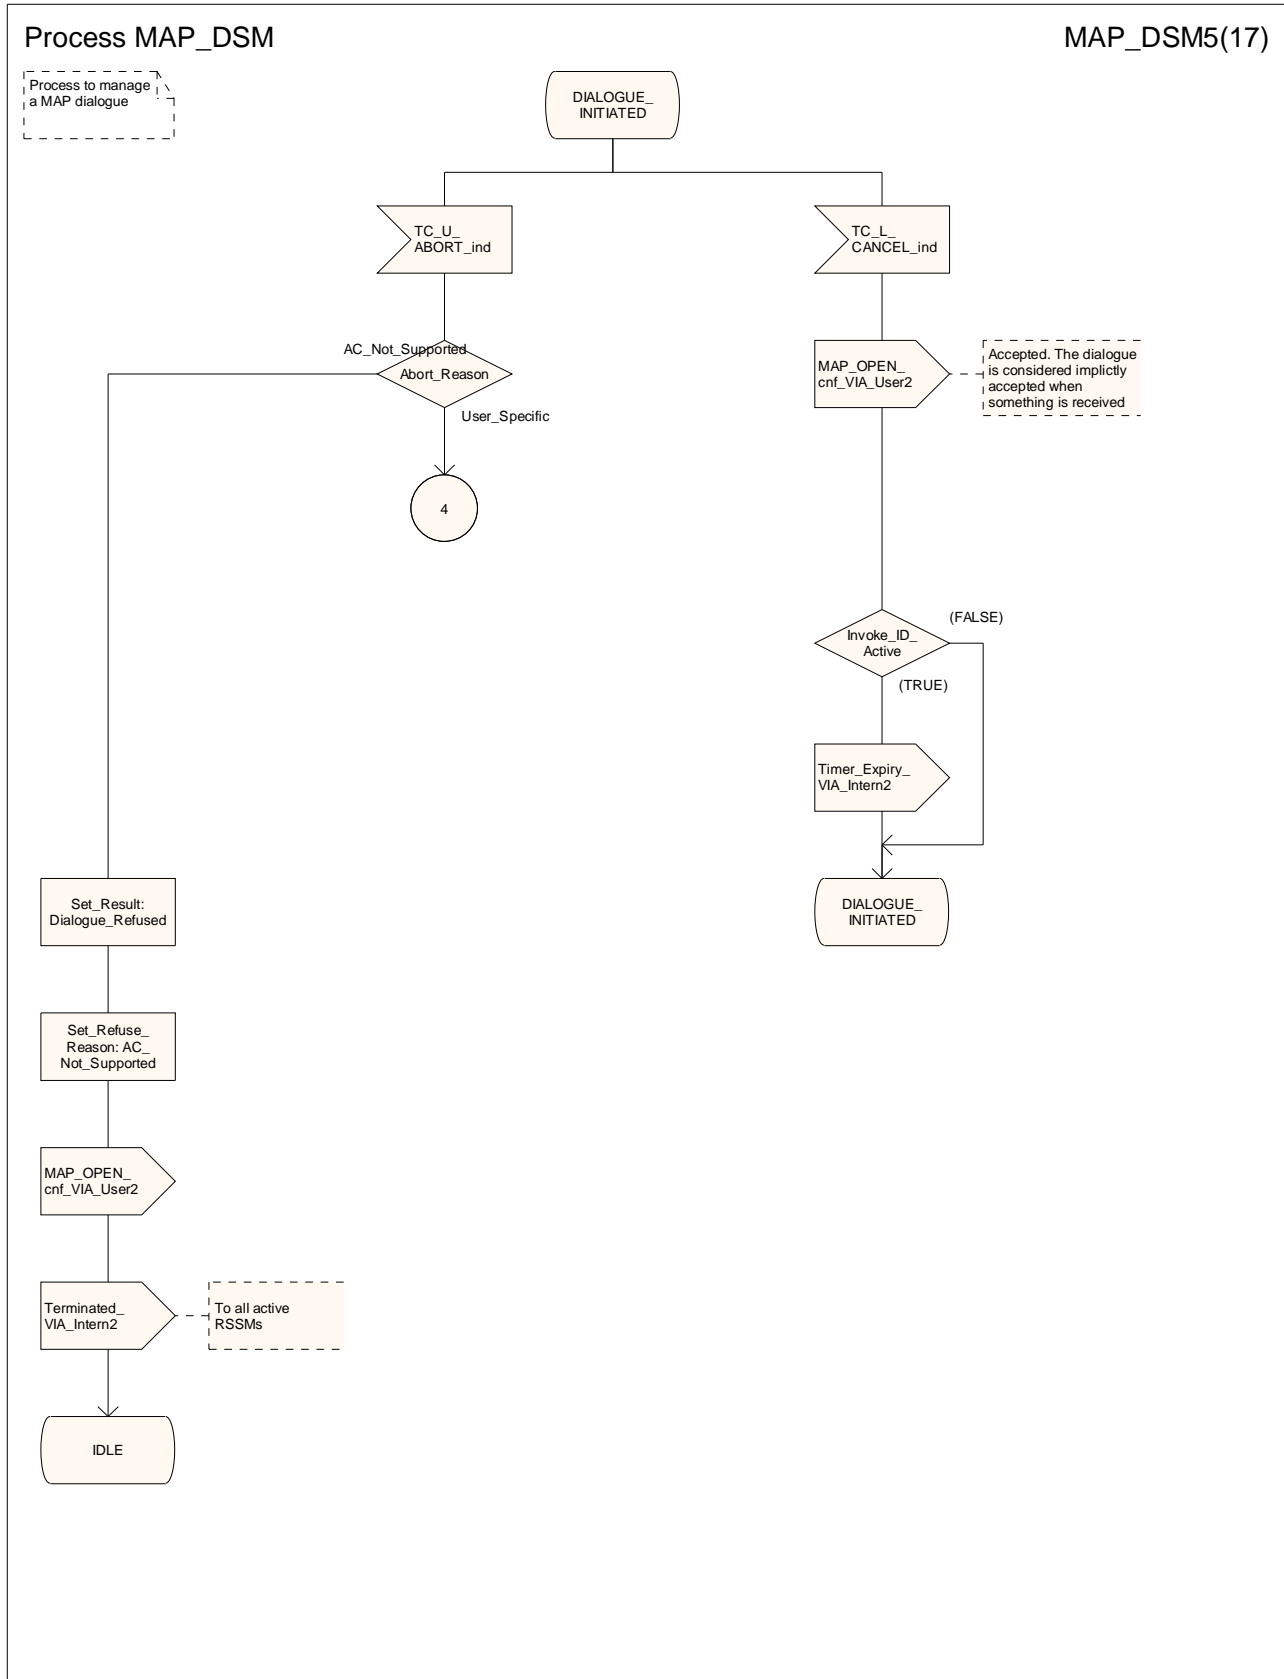 Process MAP_DSM
MAP_DSM5(17)
Process to manage
a MAP dialogue
DIALOGUE_
INITIATED
TC_U_
ABORT_ind
TC_L_
CANCEL_ind
AC_Not_Supported
Abort_Reason
User_Specific
MAP_OPEN_
cnf_VIA_User2
Accepted. The dialogue
is considered implictly
accepted when
something is received
4
(FALSE)
Invoke_ID_
Active
(TRUE)
Timer_Expiry_
VIA_Intern2
Set_Result:
Dialogue_Refused
DIALOGUE_
INITIATED
Set_Refuse_
Reason: AC_
Not_Supported
MAP_OPEN_
cnf_VIA_User2
Terminated_
VIA_Intern2
To all active
RSSMs
IDLE